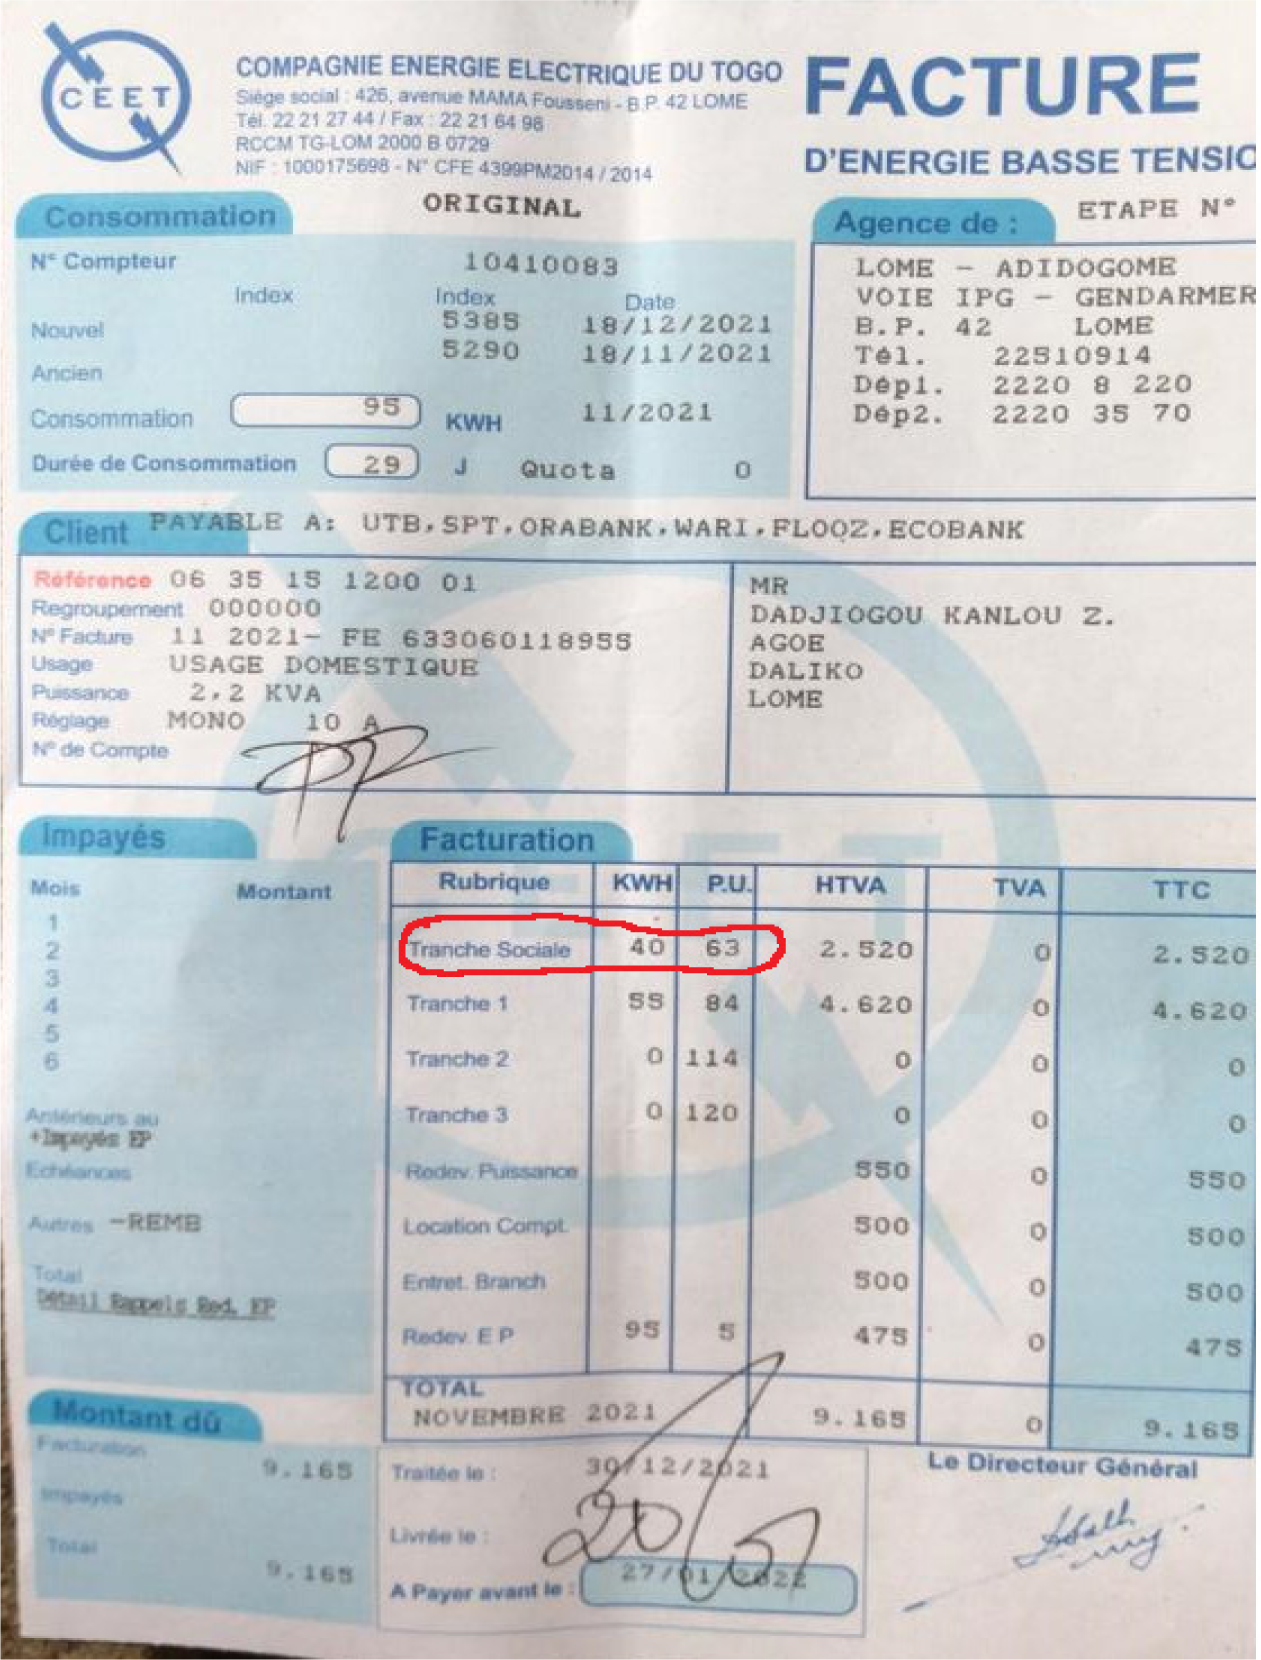 CEET
COMPAGNIE ENERGIE ELECTRIQUE DU TOGO
Siége social : 426, avenue MAMA Fousseni - B.P. 42 LOME
Tél. 22 21 27 44 / Fax : 22 21 64 98
RCCM TG-LOM 2000 B 0729
NIF : 1000175698 - N° CFE 4399PM2014 / 2014
FACTURE
D'ENERGIE BASSE TENSIO
Consommation
ORIGINAL
N° Compteur 10410083
Index Index Date
Nouvel 5385 18/12/2021
Ancien 5290 18/11/2021
Consommation 95 KWH 11/2021
Durée de Consommation 29 J Quota 0
Agence de : ETAPE N°
LOME - ADIDOGOME
VOIE IPG - GENDARMER
B.P. 42 LOME
Tél. 22510914
Dép1. 2220 8 220
Dép2. 2220 35 70
Client PAYABLE A: UTB,SPT,ORABANK,WARI,FLOOZ,ECOBANK
Référence 06 35 15 1200 01
Regroupement 000000
N° Facture 11 2021- FE 633060118955
Usage USAGE DOMESTIQUE
Puissance 2,2 KVA
Réglage MONO 10 A
N° de Compte
MR
DADJIOGOU KANLOU Z.
AGOE
DALIKO
LOME
Impayés
Mois Montant
1
2
3
4
5
6
Antérieurs au
+Impayés EP
Echéances
Autres -REMB
Total
Détail Rappels Red. EP
Facturation
Rubrique KWH P.U. HTVA TVA TTC
Tranche Sociale 40 63 2.520 0 2.520
Tranche 1 55 84 4.620 0 4.620
Tranche 2 0 114 0 0 0
Tranche 3 0 120 0 0 0
Redev. Puissance 550 0 550
Location Compt. 500 0 500
Entret. Branch 500 0 500
Redev. E P 95 5 475 0 475
TOTAL
NOVEMBRE 2021 9.165 0 9.165
Montant dû
Facturation 9.165
Impayés
Total 9.165
Traitée le : 30/12/2021
Livrée le :
A Payer avant le : 27/01/2022
Le Directeur Général